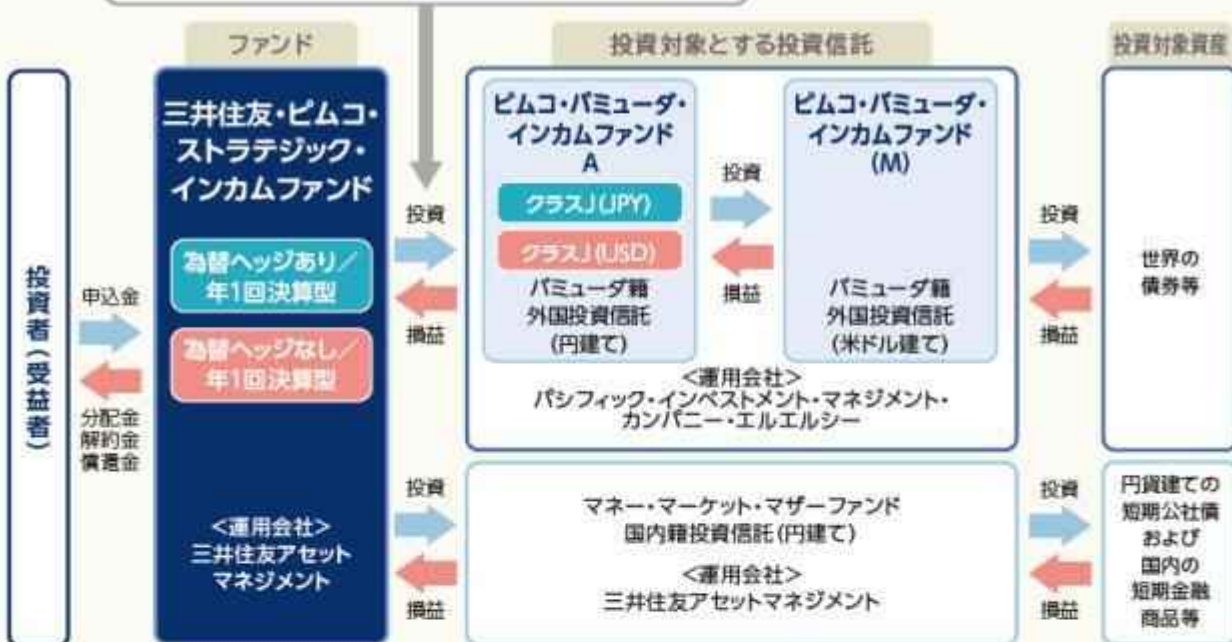 ファンド
投資対象とする投資信託
投資対象資産
投資者(受益者)
申込金
分配金
解約金
償還金
三井住友・ピムコ・
ストラテジック・
インカムファンド
為替ヘッジあり/
年1回決算型
為替ヘッジなし/
年1回決算型
<運用会社>
三井住友アセット
マネジメント
投資
損益
投資
損益
ピムコ・バミューダ・
インカムファンド
A
クラスJ(JPY)
クラスJ(USD)
バミューダ籍
外国投資信託
(円建て)
投資
損益
ピムコ・バミューダ・
インカムファンド
(M)
バミューダ籍
外国投資信託
(米ドル建て)
<運用会社>
パシフィック・インベストメント・マネジメント・
カンパニー・エルエルシー
マネー・マーケット・マザーファンド
国内籍投資信託(円建て)
<運用会社>
三井住友アセットマネジメント
投資
損益
投資
損益
世界の
債券等
円貨建ての
短期公社債
および
国内の
短期金融
商品等